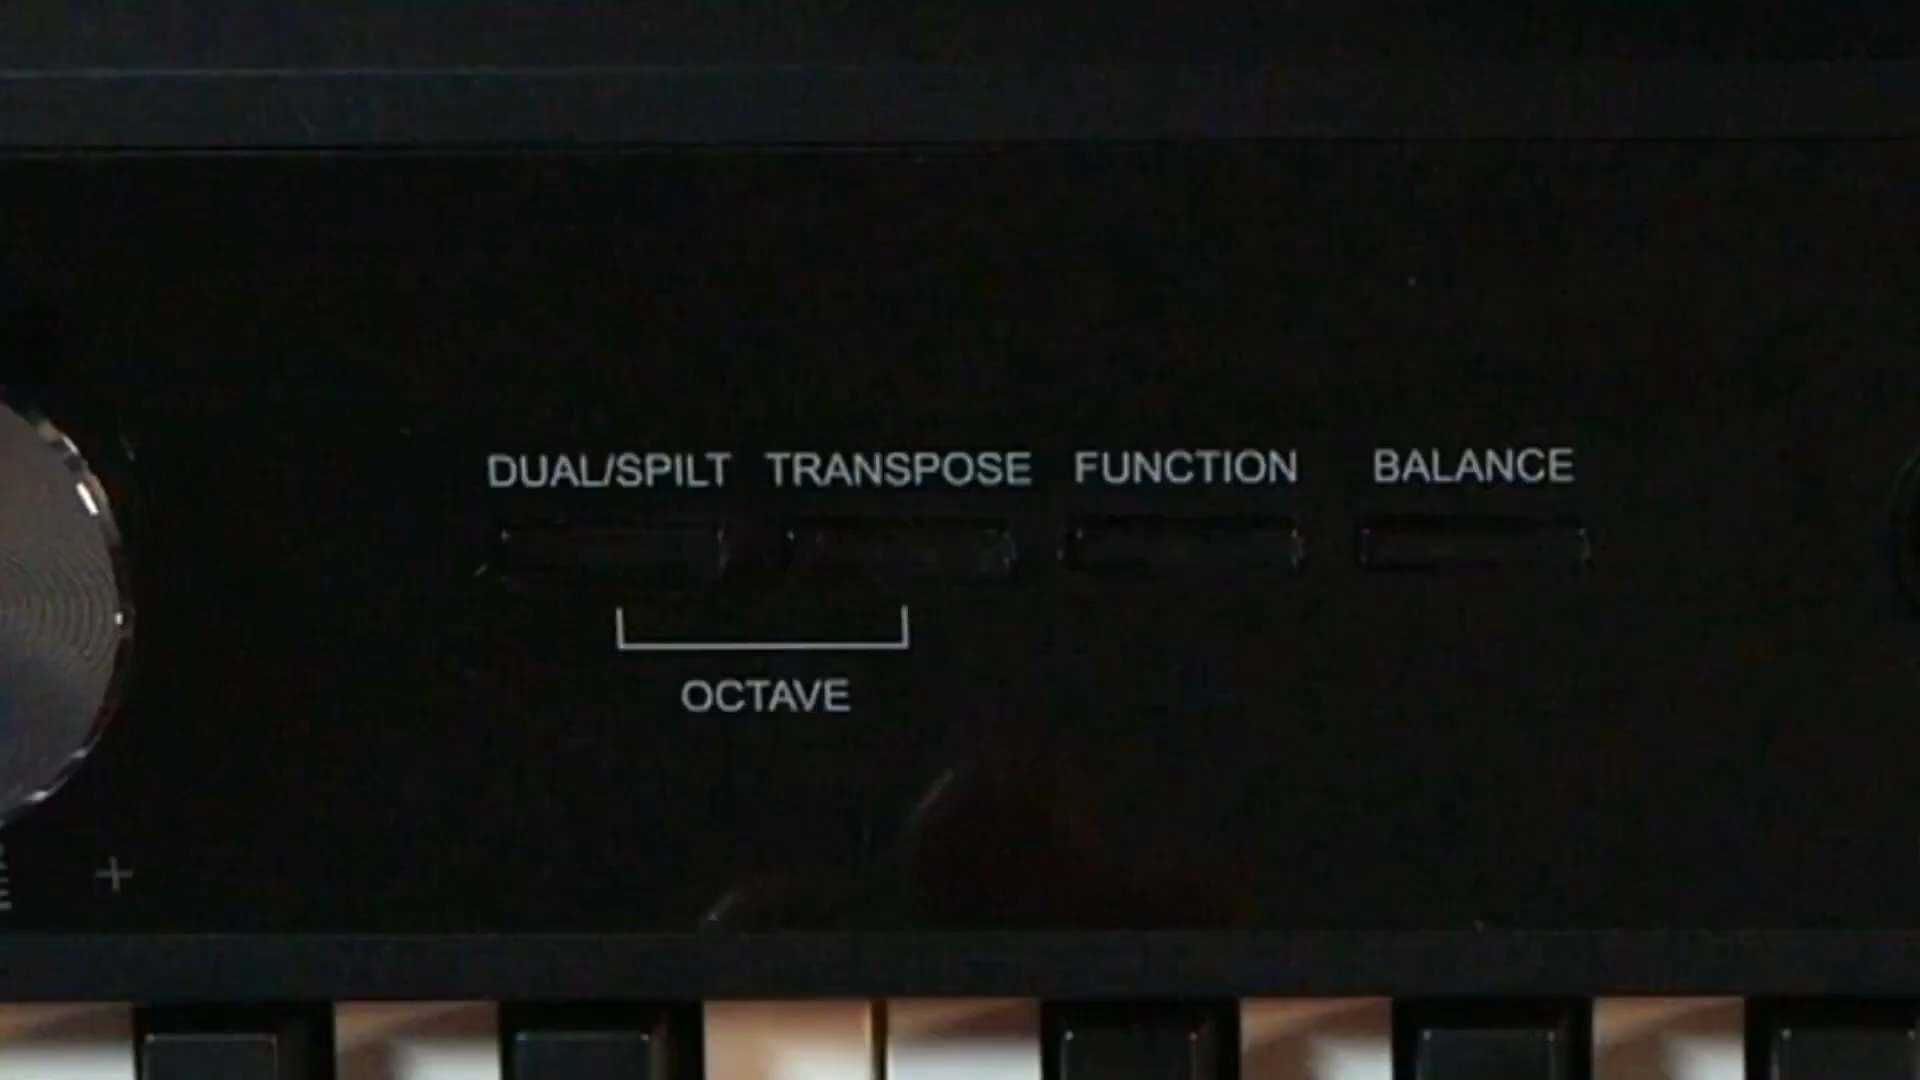 DUAL/SPILT TRANSPOSE FUNCTION BALANCE
OCTAVE
+